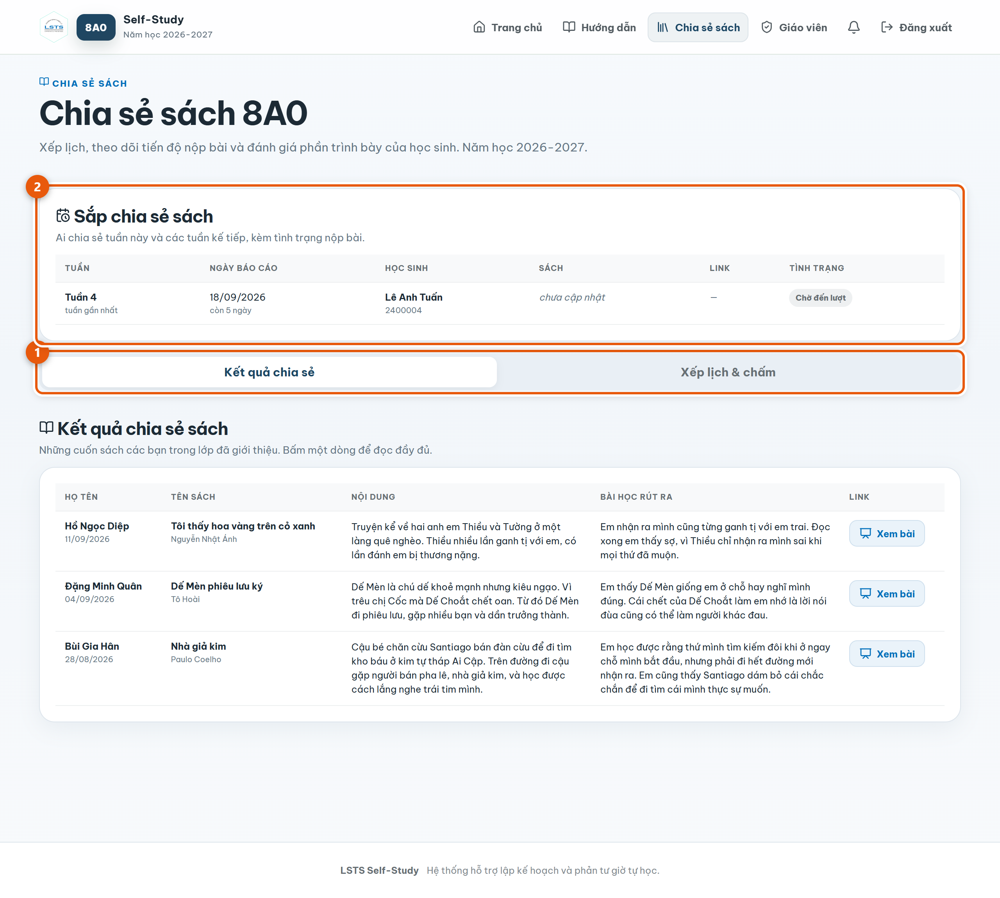 LSTS
8A0
Self-Study
Năm học 2026-2027
Trang chủ
Hướng dẫn
Chia sẻ sách
Giáo viên
Đăng xuất
CHIA SẺ SÁCH
Chia sẻ sách 8A0
Xếp lịch, theo dõi tiến độ nộp bài và đánh giá phần trình bày của học sinh. Năm học 2026-2027.
2
Sắp chia sẻ sách
Ai chia sẻ tuần này và các tuần kế tiếp, kèm tình trạng nộp bài.
TUẦN NGÀY BÁO CÁO HỌC SINH SÁCH LINK TÌNH TRẠNG
Tuần 4 18/09/2026 Lê Anh Tuấn chưa cập nhật — Chờ đến lượt
tuần gần nhất còn 5 ngày 2400004
1
Kết quả chia sẻ
Xếp lịch & chấm
Kết quả chia sẻ sách
Những cuốn sách các bạn trong lớp đã giới thiệu. Bấm một dòng để đọc đầy đủ.
HỌ TÊN TÊN SÁCH NỘI DUNG BÀI HỌC RÚT RA LINK
Hồ Ngọc Diệp
11/09/2026
Tôi thấy hoa vàng trên cỏ xanh
Nguyễn Nhật Ánh
Truyện kể về hai anh em Thiều và Tường ở một
làng quê nghèo. Thiều nhiều lần ganh tị với em, có
lần đánh em bị thương nặng.
Em nhận ra mình cũng từng ganh tị với em trai. Đọc
xong em thấy sợ, vì Thiều chỉ nhận ra mình sai khi
mọi thứ đã muộn.
Xem bài
Đặng Minh Quân
04/09/2026
Dế Mèn phiêu lưu ký
Tô Hoài
Dế Mèn là chú dế khoẻ mạnh nhưng kiêu ngạo. Vì
trêu chị Cốc mà Dế Choắt chết oan. Từ đó Dế Mèn
đi phiêu lưu, gặp nhiều bạn và dần trưởng thành.
Em thấy Dế Mèn giống em ở chỗ hay nghĩ mình
đúng. Cái chết của Dế Choắt làm em nhớ là lời nói
đùa cũng có thể làm người khác đau.
Xem bài
Bùi Gia Hân
28/08/2026
Nhà giả kim
Paulo Coelho
Cậu bé chăn cừu Santiago bán đàn cừu để đi tìm
kho báu ở kim tự tháp Ai Cập. Trên đường đi cậu
gặp người bán pha lê, nhà giả kim, và học được
cách lắng nghe trái tim mình.
Em học được rằng thứ mình tìm kiếm đôi khi ở ngay
chỗ mình bắt đầu, nhưng phải đi hết đường mới
nhận ra. Em cũng thấy Santiago dám bỏ cái chắc
chắn để đi tìm cái mình thực sự muốn.
Xem bài
LSTS Self-Study Hệ thống hỗ trợ lập kế hoạch và phản tư giờ tự học.